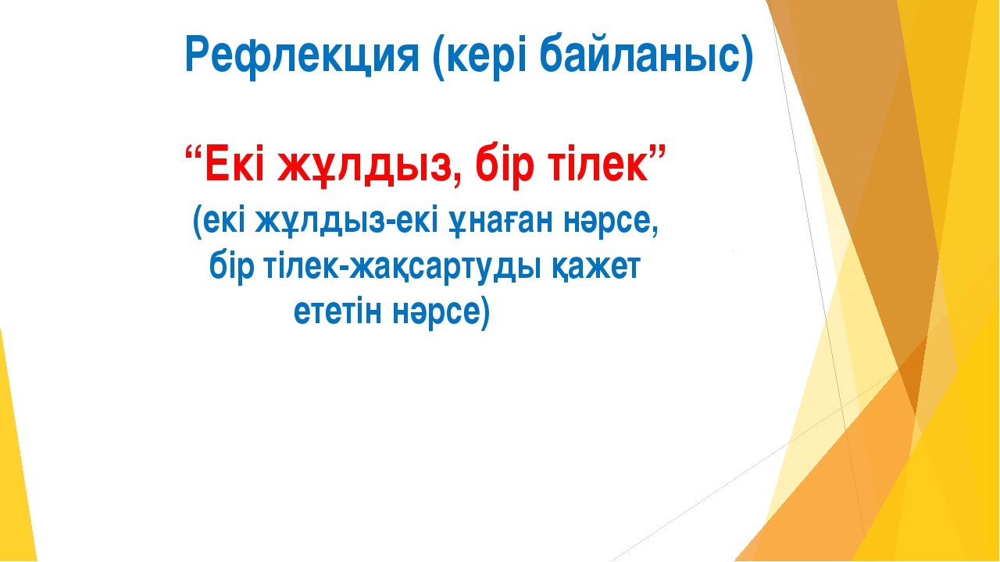 Рефлекция (кері байланыс)
“Екі жұлдыз, бір тілек”
(екі жұлдыз-екі ұнаған нәрсе,
бір тілек-жақсартуды қажет
ететін нәрсе)